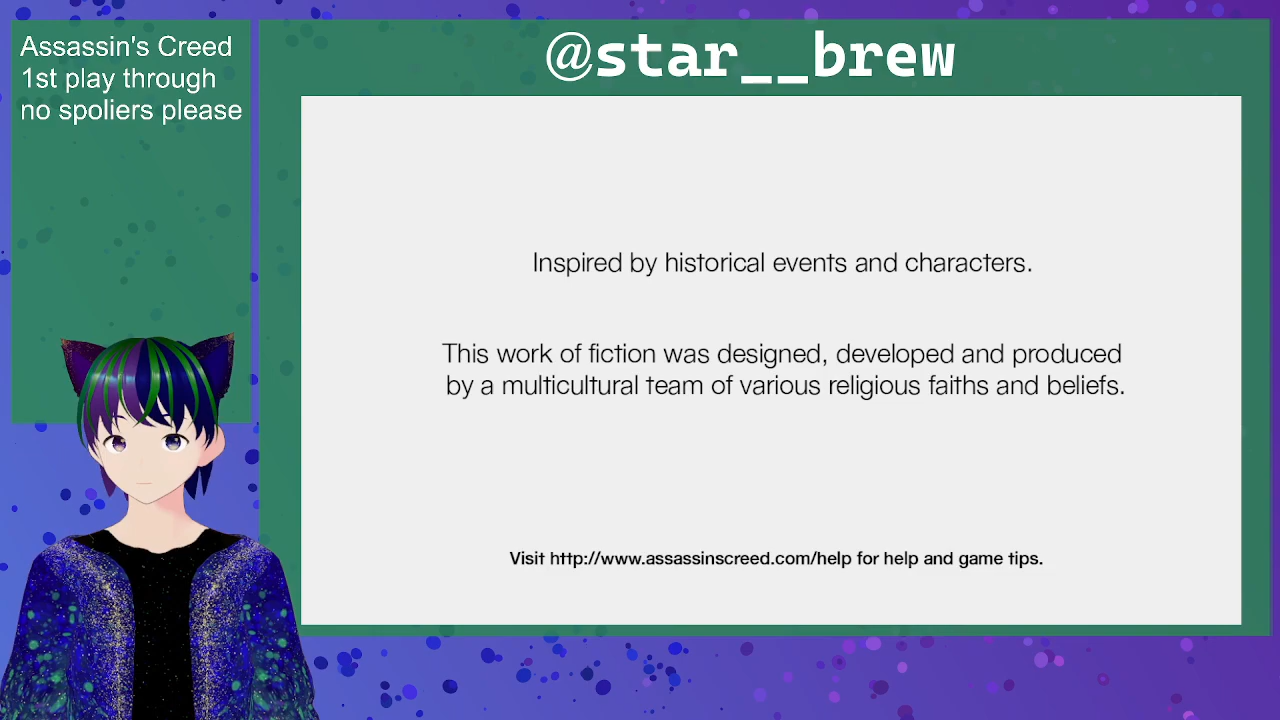 Assassin's Creed
1st play through
no spoliers please
@star__brew
Inspired by historical events and characters.
This work of fiction was designed, developed and produced
by a multicultural team of various religious faiths and beliefs.
Visit http://www.assassinscreed.com/help for help and game tips.